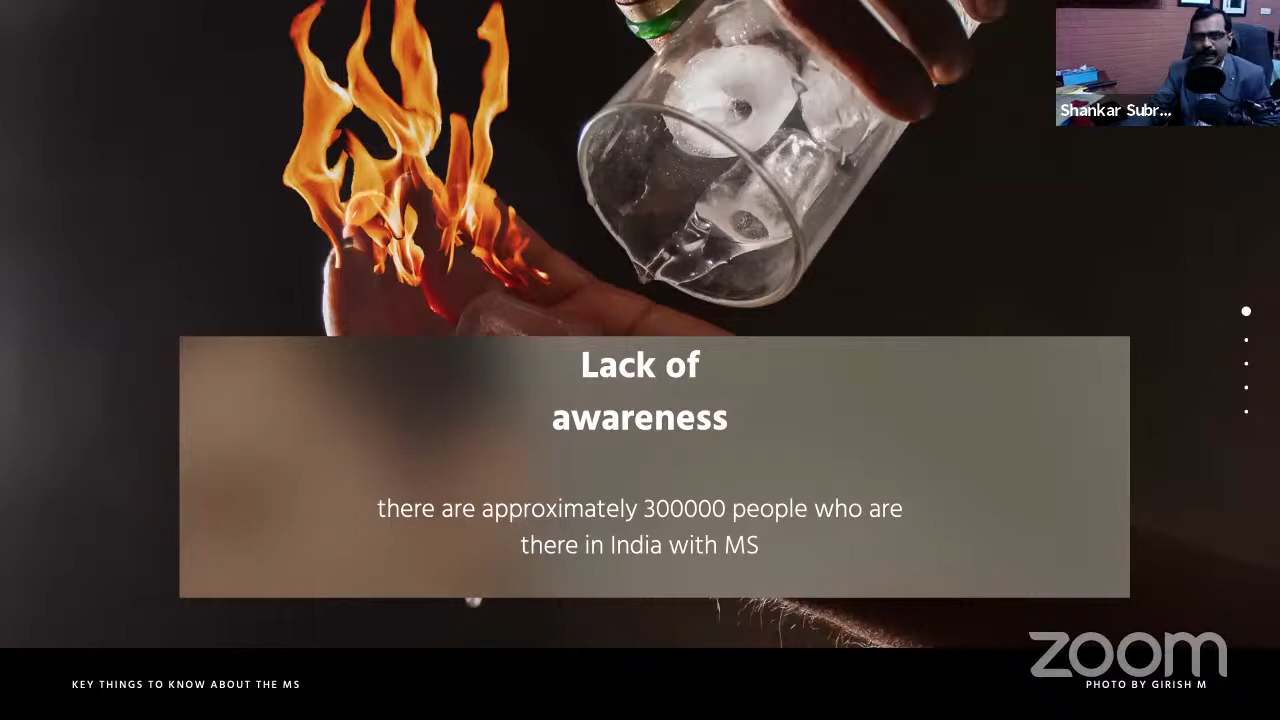 Shankar Subr...
Lack of
awareness
there are approximately 300000 people who are
there in India with MS
zoom
KEY THINGS TO KNOW ABOUT THE MS
PHOTO BY GIRISH M